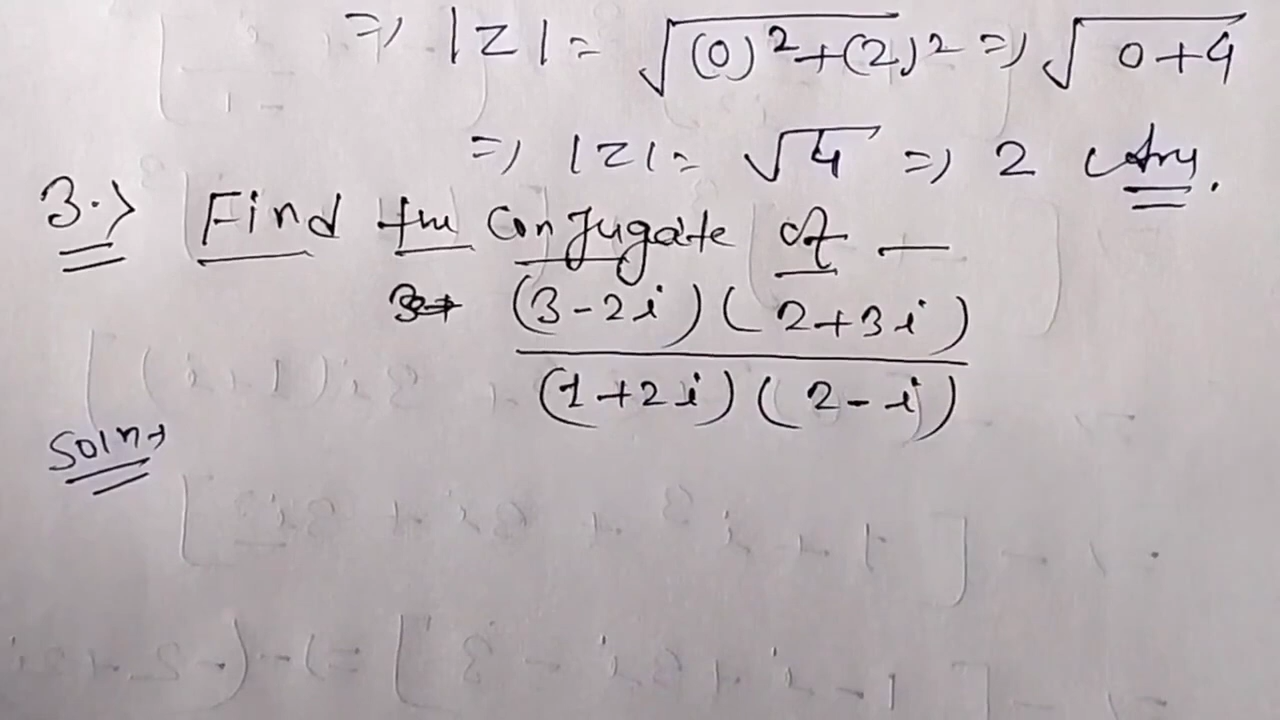 => |z| = √(0)²+(2)² => √0+4
=> |z| = √4 => 2 Ans.
3.> Find the Conjugate of —
(3-2i)(2+3i)
(1+2i)(2-i)
Soln→